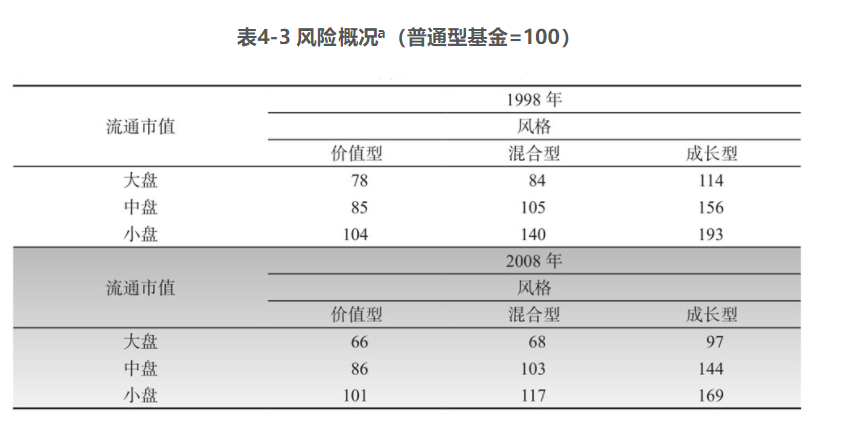 表4-3 风险概况ª（普通型基金=100）
1998 年
流通市值
风格
价值型 混合型 成长型
大盘 78 84 114
中盘 85 105 156
小盘 104 140 193
2008 年
流通市值
风格
价值型 混合型 成长型
大盘 66 68 97
中盘 86 103 144
小盘 101 117 169